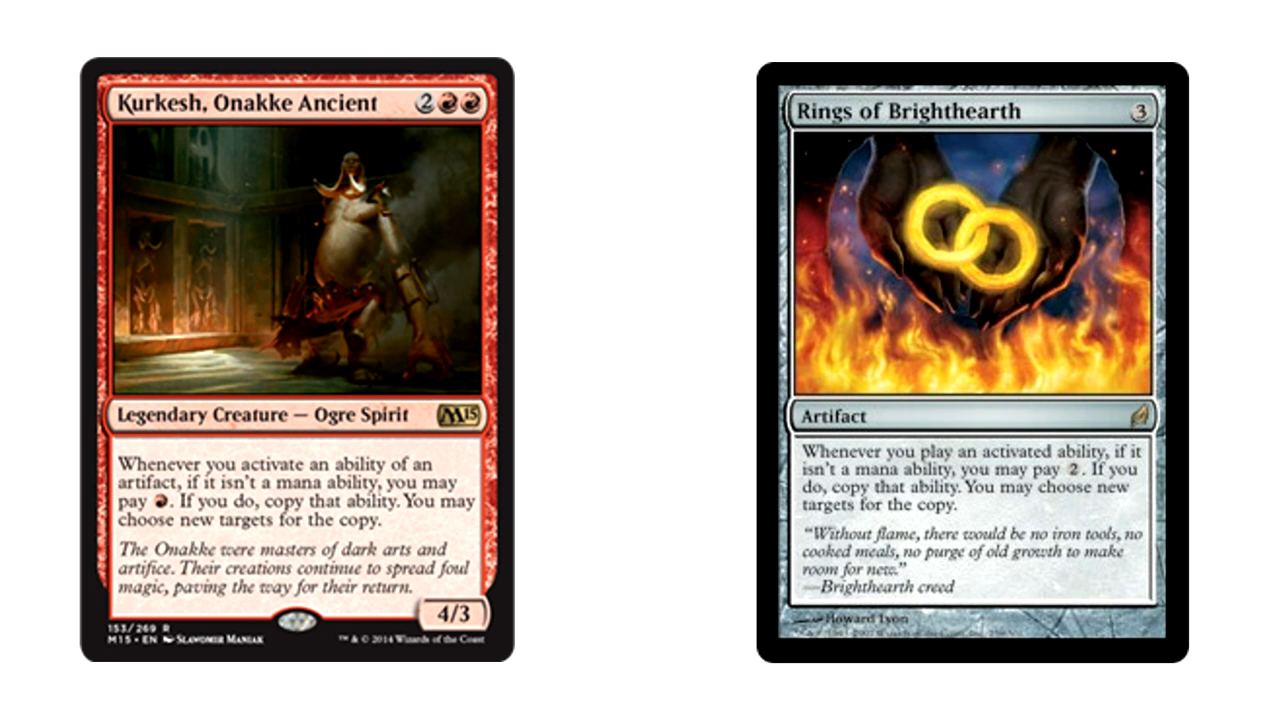 Kurkesh, Onakke Ancient 2
Legendary Creature — Ogre Spirit M15
Whenever you activate an ability of an
artifact, if it isn't a mana ability, you may
pay . If you do, copy that ability. You may
choose new targets for the copy.
The Onakke were masters of dark arts and
artifice. Their creations continue to spread foul
magic, paving the way for their return.
4/3
153/269 R
M15 • EN SLAWOMIR MANIAK
™ & © 2014 Wizards of the Coast
Rings of Brighthearth 3
Artifact
Whenever you play an activated ability, if it
isn't a mana ability, you may pay 2. If you
do, copy that ability. You may choose new
targets for the copy.
“Without flame, there would be no iron tools, no
cooked meals, no purge of old growth to make
room for new.”
—Brighthearth creed
Howard Lyon